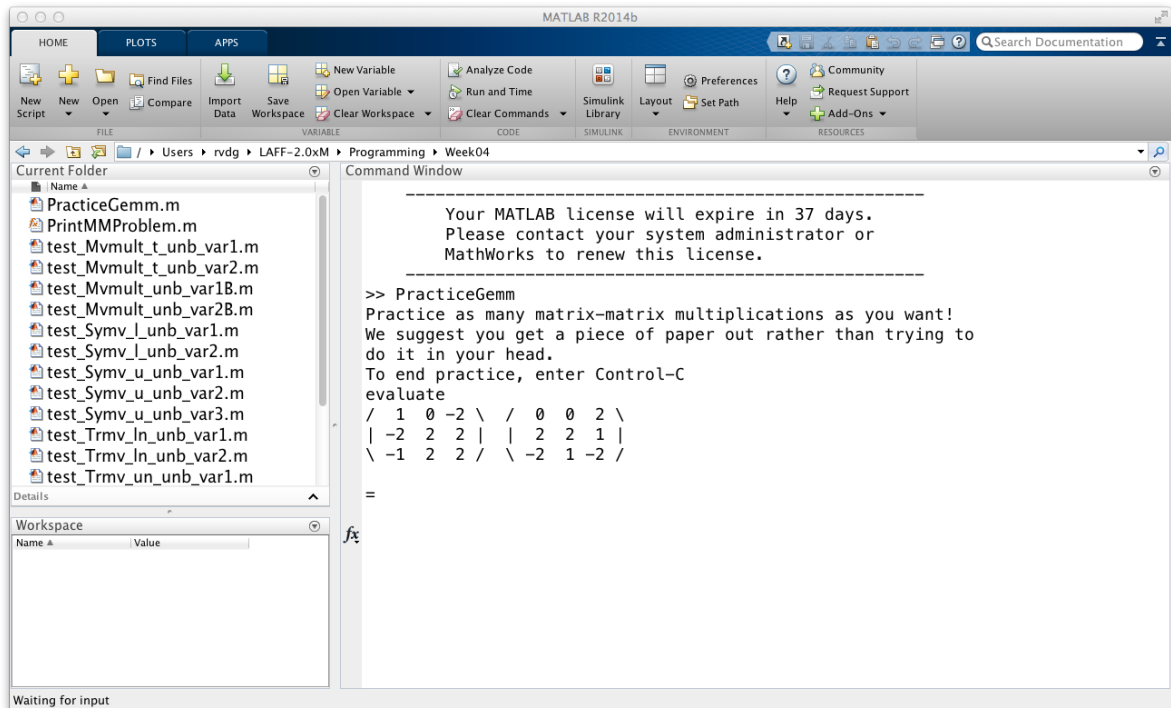 MATLAB R2014b
HOME PLOTS APPS
Search Documentation
New Script
New
Open
Find Files
Compare
Import Data
Save Workspace
New Variable
Open Variable
Clear Workspace
Analyze Code
Run and Time
Clear Commands
Simulink Library
Layout
Preferences
Set Path
Help
Community
Request Support
Add-Ons
FILE VARIABLE CODE SIMULINK ENVIRONMENT RESOURCES
/ Users rvdg LAFF-2.0xM Programming Week04
Current Folder
Name
PracticeGemm.m
PrintMMProblem.m
test_Mvmult_t_unb_var1.m
test_Mvmult_t_unb_var2.m
test_Mvmult_unb_var1B.m
test_Mvmult_unb_var2B.m
test_Symv_l_unb_var1.m
test_Symv_l_unb_var2.m
test_Symv_u_unb_var1.m
test_Symv_u_unb_var2.m
test_Symv_u_unb_var3.m
test_Trmv_ln_unb_var1.m
test_Trmv_ln_unb_var2.m
test_Trmv_un_unb_var1.m
Details
Workspace
Name Value
Command Window
----------------------------------------------------
Your MATLAB license will expire in 37 days.
Please contact your system administrator or
MathWorks to renew this license.
----------------------------------------------------
>> PracticeGemm
Practice as many matrix-matrix multiplications as you want!
We suggest you get a piece of paper out rather than trying to
do it in your head.
To end practice, enter Control-C
evaluate
/  1  0 -2 \  /  0  0  2 \
| -2  2  2 |  |  2  2  1 |
\ -1  2  2 /  \ -2  1 -2 /
=
fx
Waiting for input